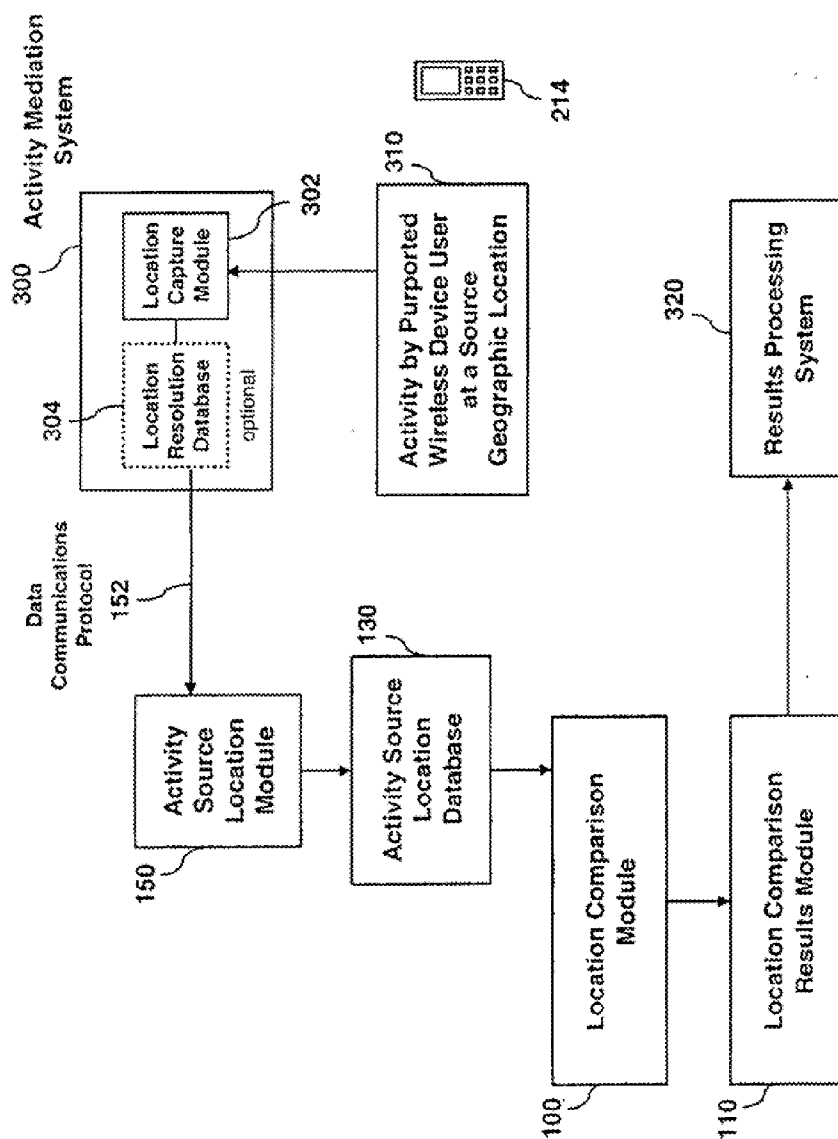 Activity Mediation
System
300
Location
Capture
Module
302
304
Location
Resolution
Database
optional
Data
Communications
Protocol
152
310
Activity by Purported
Wireless Device User
at a Source
Geographic Location
214
Activity
Source
Location
Module
150
130
Activity Source
Location
Database
Location Comparison
Module
100
Location Comparison
Results Module
110
320
Results Processing
System